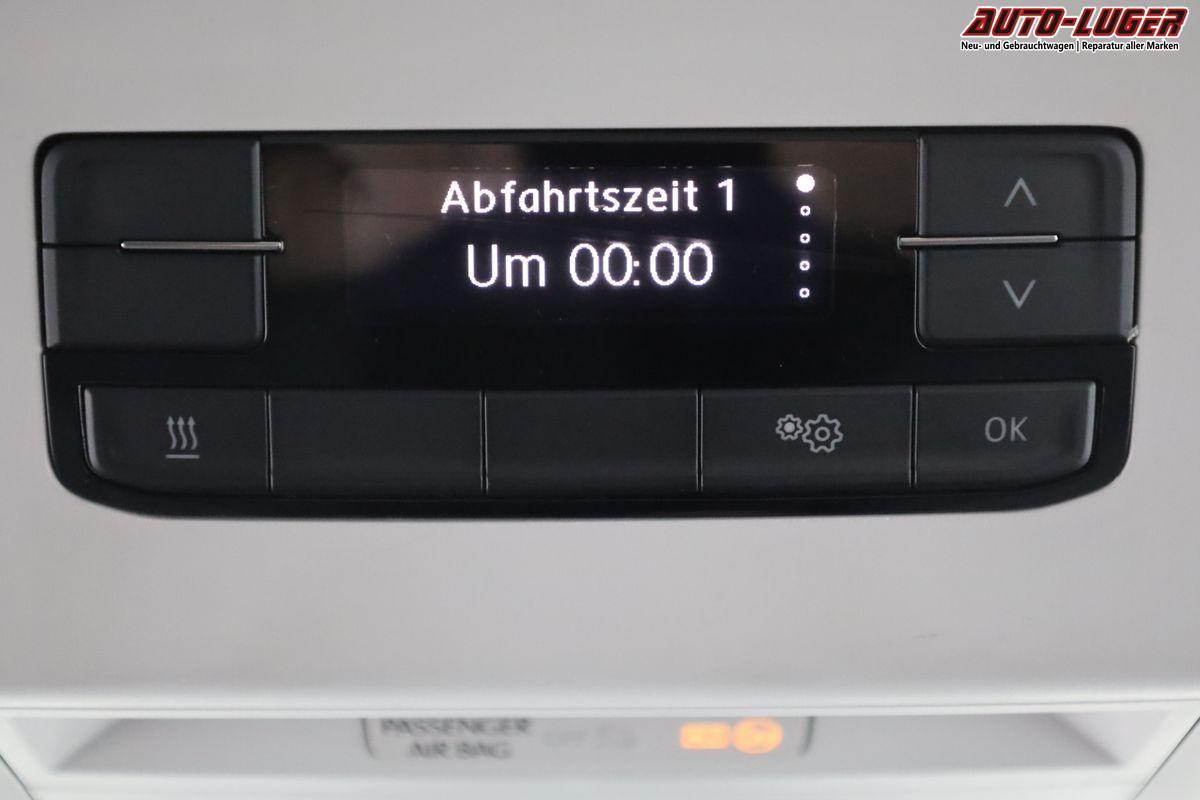 AUTO-LUGER
Neu- und Gebrauchtwagen | Reparatur aller Marken
Abfahrtszeit 1
Um 00:00
OK
PASSENGER
AIR BAG